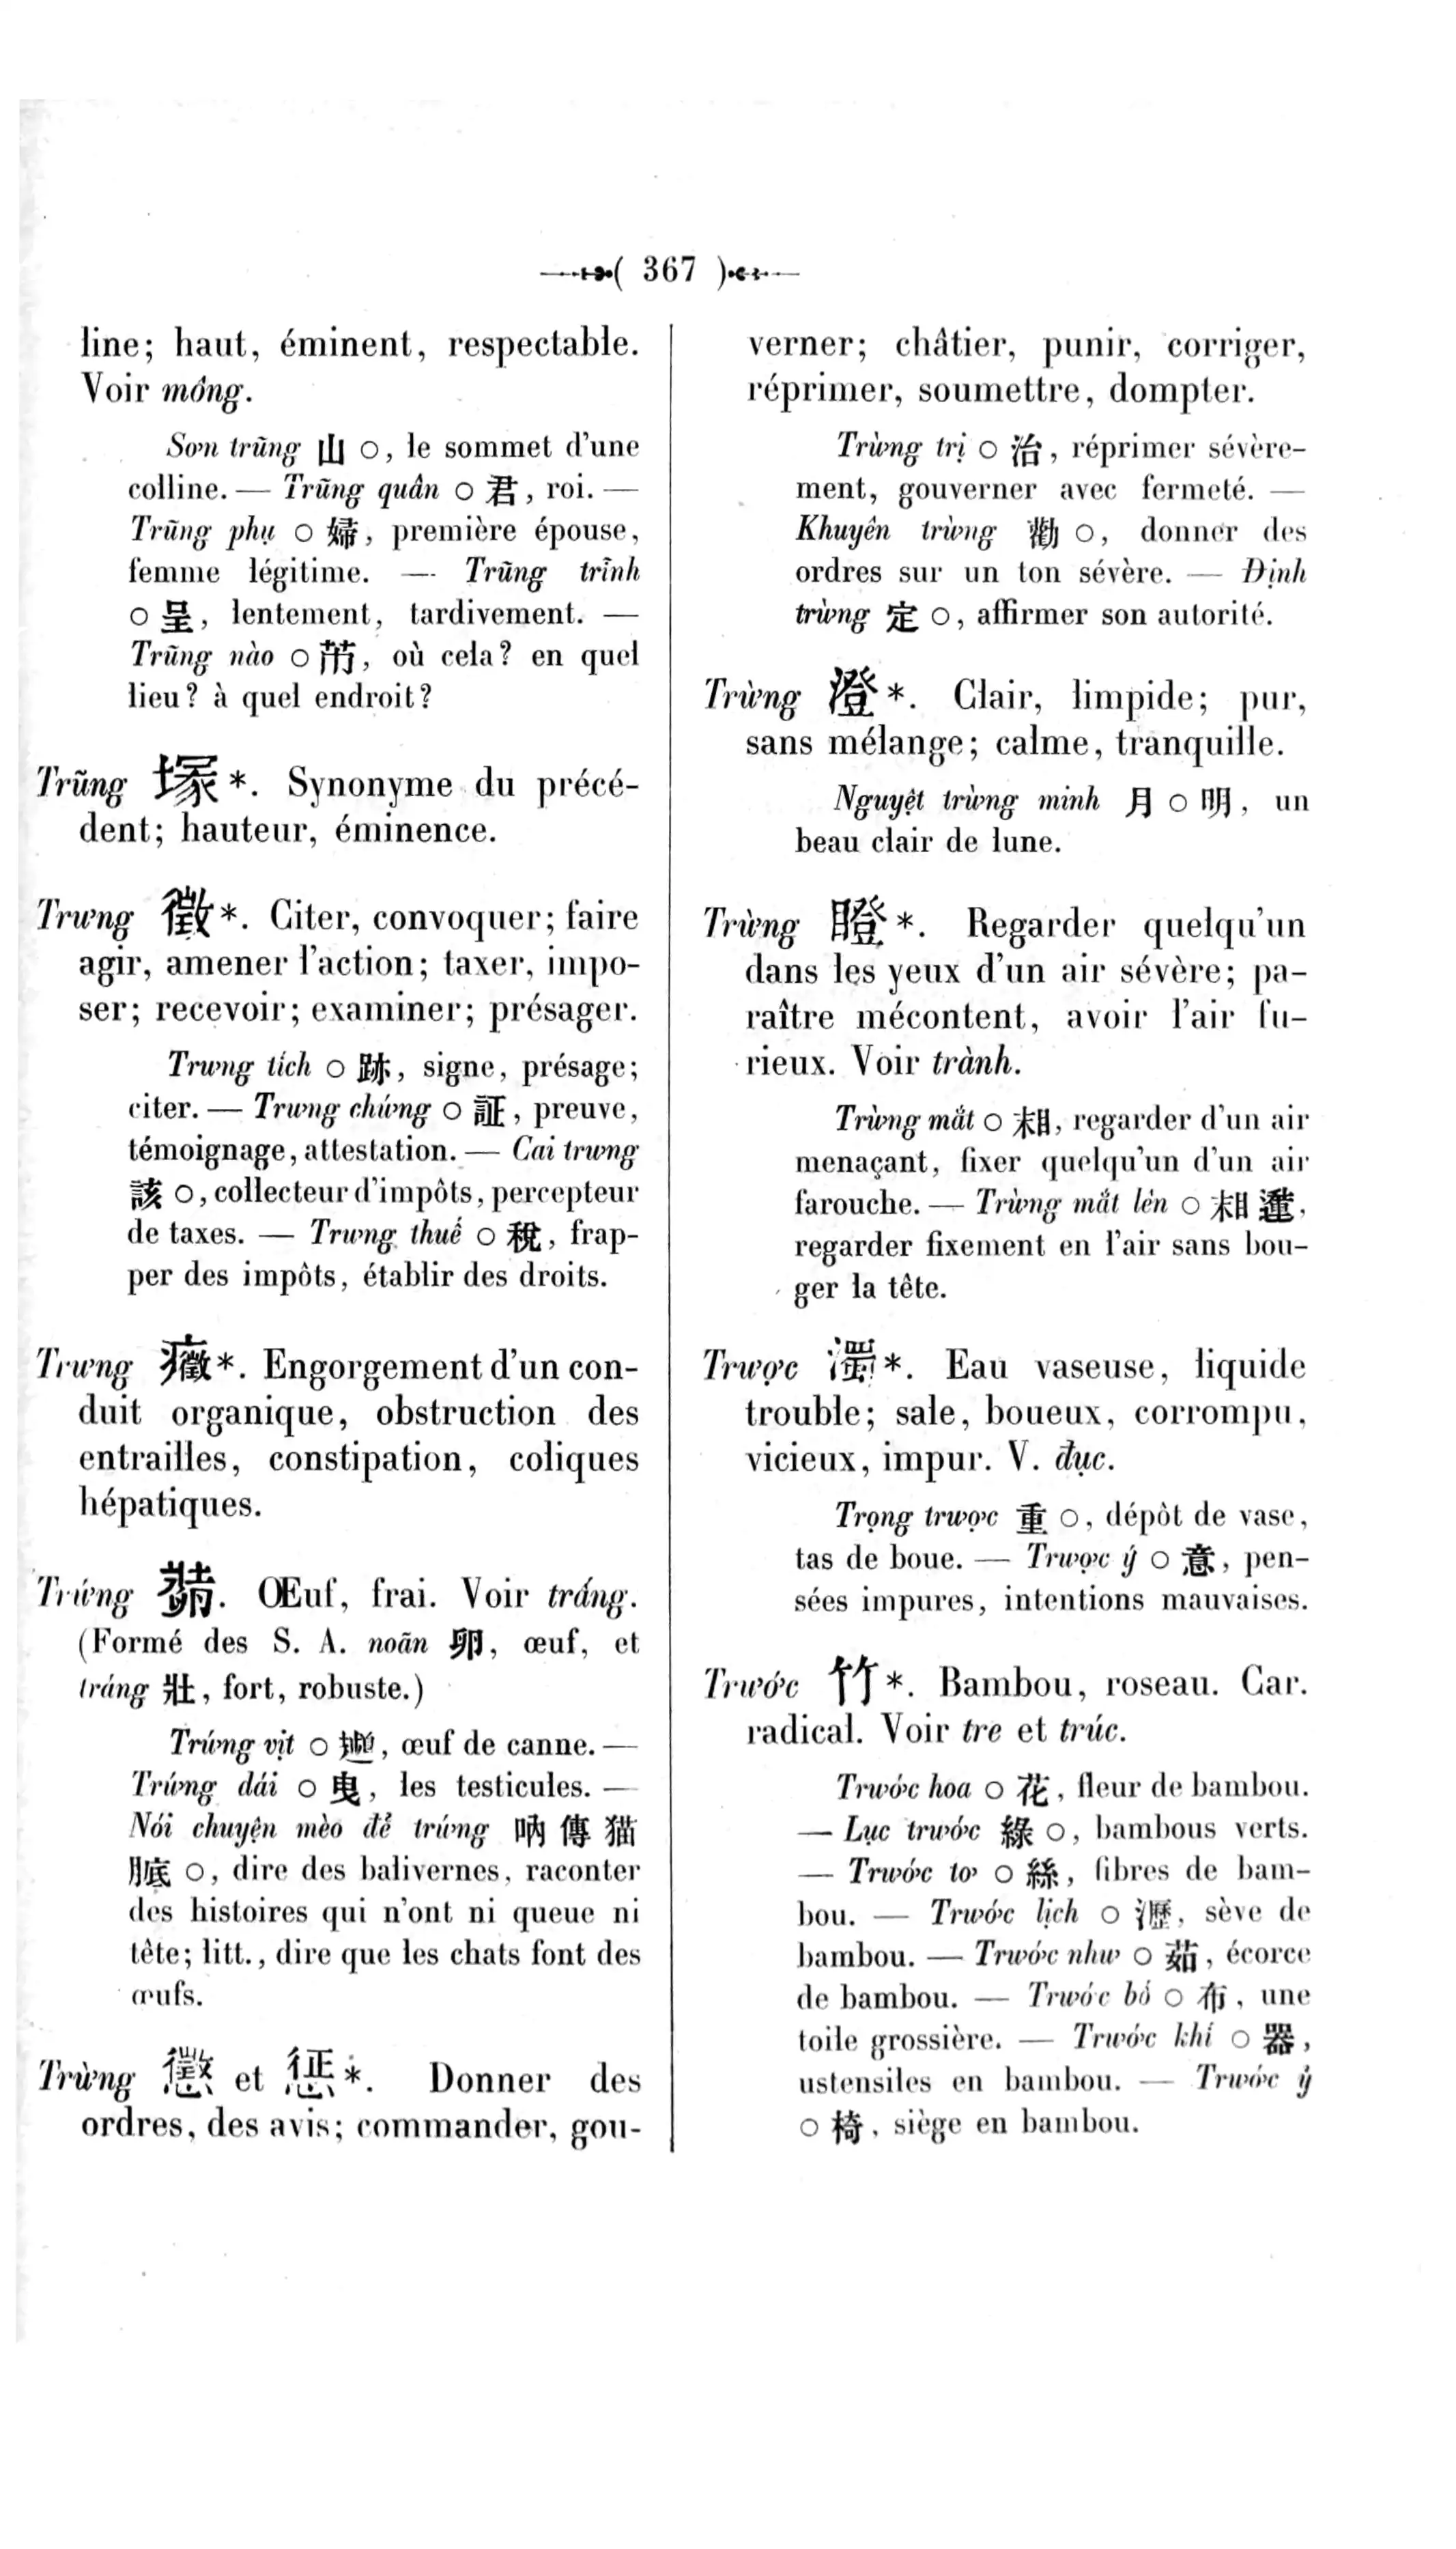 ( 367 )
line; haut, éminent, respectable.
Voir mông.
Sơn trũng 山 ○, le sommet d'une
colline. — Trũng quân ○ 君, roi. —
Trũng phụ ○ 婦, première épouse,
femme légitime. — Trũng trĩnh
○ 呈, lentement, tardivement. —
Trũng nào ○ 芇, où cela? en quel
lieu? à quel endroit?
Trũng 塚*. Synonyme du précé-
dent; hauteur, éminence.
Trưng 徵*. Citer, convoquer; faire
agir, amener l'action; taxer, impo-
ser; recevoir; examiner; présager.
Trưng tích ○ 跡, signe, présage;
citer. — Trưng chứng ○ 証, preuve,
témoignage, attestation. — Cai trưng
該 ○, collecteur d'impôts, percepteur
de taxes. — Trưng thuế ○ 稅, frap-
per des impôts, établir des droits.
Trưng 癥*. Engorgement d'un con-
duit organique, obstruction des
entrailles, constipation, coliques
hépatiques.
Trứng. ŒEuf, frai. Voir tráng.
(Formé des S. A. noãn 卵, œuf, et
tráng 壯, fort, robuste.)
Trứng vịt ○, œuf de canne. —
Trứng dái ○ 曳, les testicules. —
Nói chuyện mèo đẻ trứng 吶 傳 猫
○, dire des balivernes, raconter
des histoires qui n'ont ni queue ni
tête; litt., dire que les chats font des
œufs.
Trừng 懲 et 惩*. Donner des
ordres, des avis; commander, gou-
verner; châtier, punir, corriger,
réprimer, soumettre, dompter.
Trừng trị ○ 治, réprimer sévère-
ment, gouverner avec fermeté. —
Khuyên trừng 勸 ○, donner des
ordres sur un ton sévère. — Định
trừng 定 ○, affirmer son autorité.
Trừng 澄*. Clair, limpide; pur,
sans mélange; calme, tranquille.
Nguyệt trừng minh 月 ○ 明, un
beau clair de lune.
Trừng 瞪*. Regarder quelqu'un
dans les yeux d'un air sévère; pa-
raître mécontent, avoir l'air fu-
rieux. Voir trành.
Trừng mắt ○ 𬑉, regarder d'un air
menaçant, fixer quelqu'un d'un air
farouche. — Trừng mắt lên ○ 𬑉,
regarder fixement en l'air sans bou-
ger la tête.
Trược 濁*. Eau vaseuse, liquide
trouble; sale, boueux, corrompu,
vicieux, impur. V. đục.
Trọng trược 重 ○, dépôt de vase,
tas de boue. — Trược ý ○ 意, pen-
sées impures, intentions mauvaises.
Trước 竹*. Bambou, roseau. Car.
radical. Voir tre et trúc.
Trước hoa ○ 花, fleur de bambou.
— Lục trước 綠 ○, bambous verts.
— Trước tơ ○ 絲, fibres de bam-
bou. — Trước lịch ○ 瀝, sève de
bambou. — Trước như ○ 茹, écorce
de bambou. — Trước bố ○ 布, une
toile grossière. — Trước khí ○ 器,
ustensiles en bambou. — Trước ỷ
○ 椅, siège en bambou.